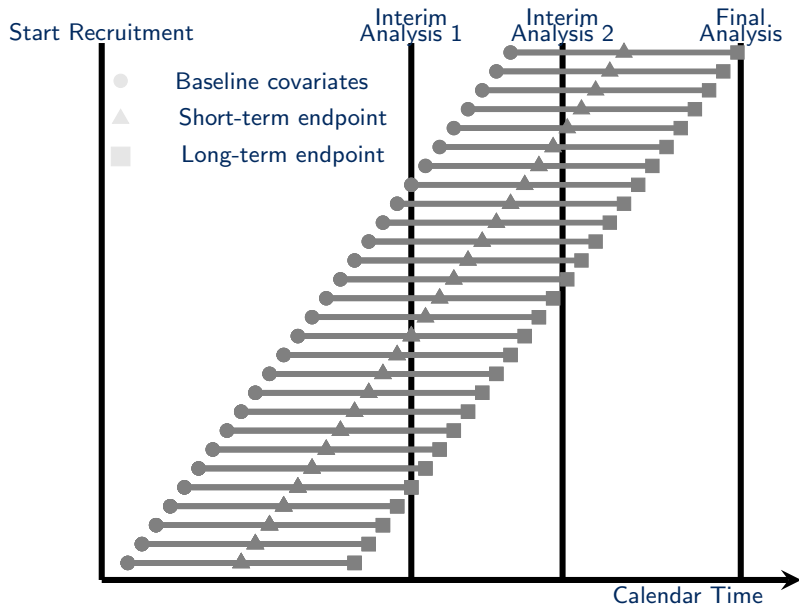 Start Recruitment
Interim
Analysis 1
Interim
Analysis 2
Final
Analysis
Baseline covariates
Short-term endpoint
Long-term endpoint
Calendar Time